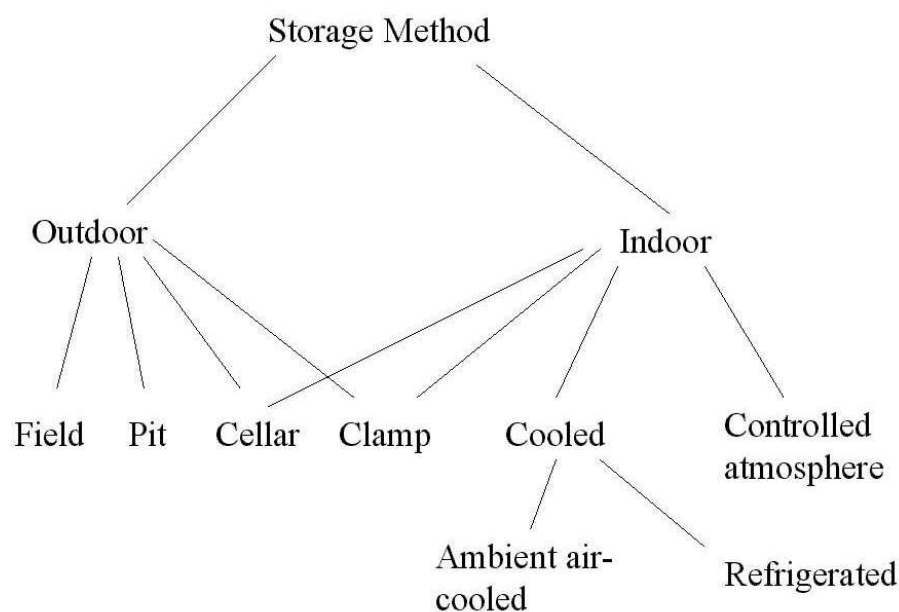 Storage Method
Outdoor
Indoor
Field
Pit
Cellar
Clamp
Cooled
Controlled
atmosphere
Ambient air-
cooled
Refrigerated